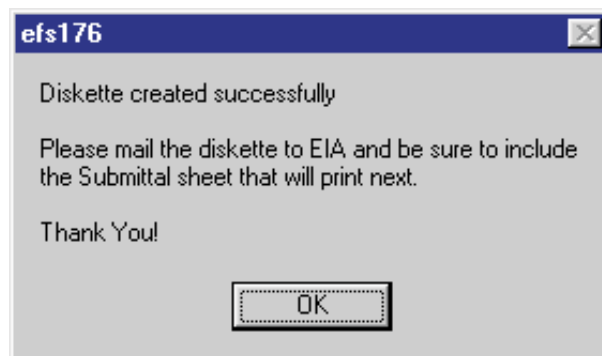 efs176
Diskette created successfully
Please mail the diskette to EIA and be sure to include
the Submittal sheet that will print next.
Thank You!
OK